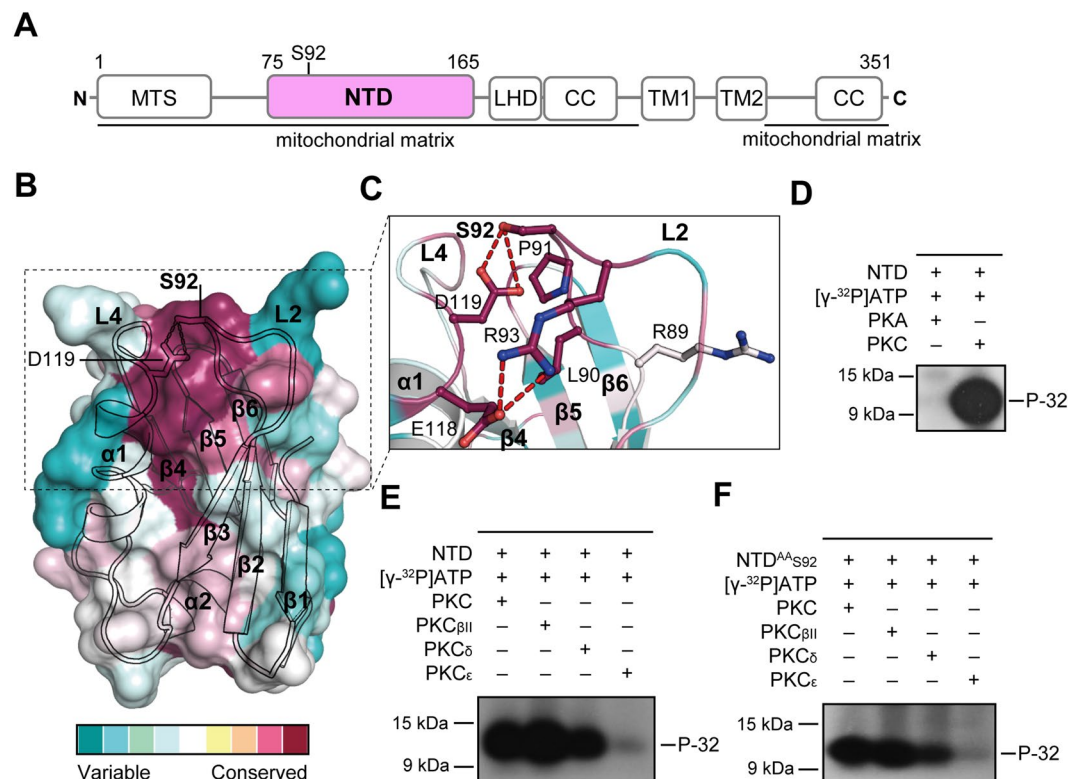 A
1 75 S92 165 351
N MTS NTD LHD CC TM1 TM2 CC C
mitochondrial matrix mitochondrial matrix
B
S92
L4 L2
D119
β6
β5
α1 β4
β3
β2
α2 β1
Variable Conserved
C
S92 L2
L4 P91
D119
R93 R89
L90 β6
α1 β5
E118 β4
D
NTD + +
[γ-³²P]ATP + +
PKA + –
PKC – +
15 kDa
P-32
9 kDa
E
NTD + + + +
[γ-³²P]ATP + + + +
PKC + – – –
PKCβII – + – –
PKCδ – – + –
PKCε – – – +
15 kDa
P-32
9 kDa
F
NTDᴬᴬS92 + + + +
[γ-³²P]ATP + + + +
PKC + – – –
PKCβII – + – –
PKCδ – – + –
PKCε – – – +
15 kDa
P-32
9 kDa